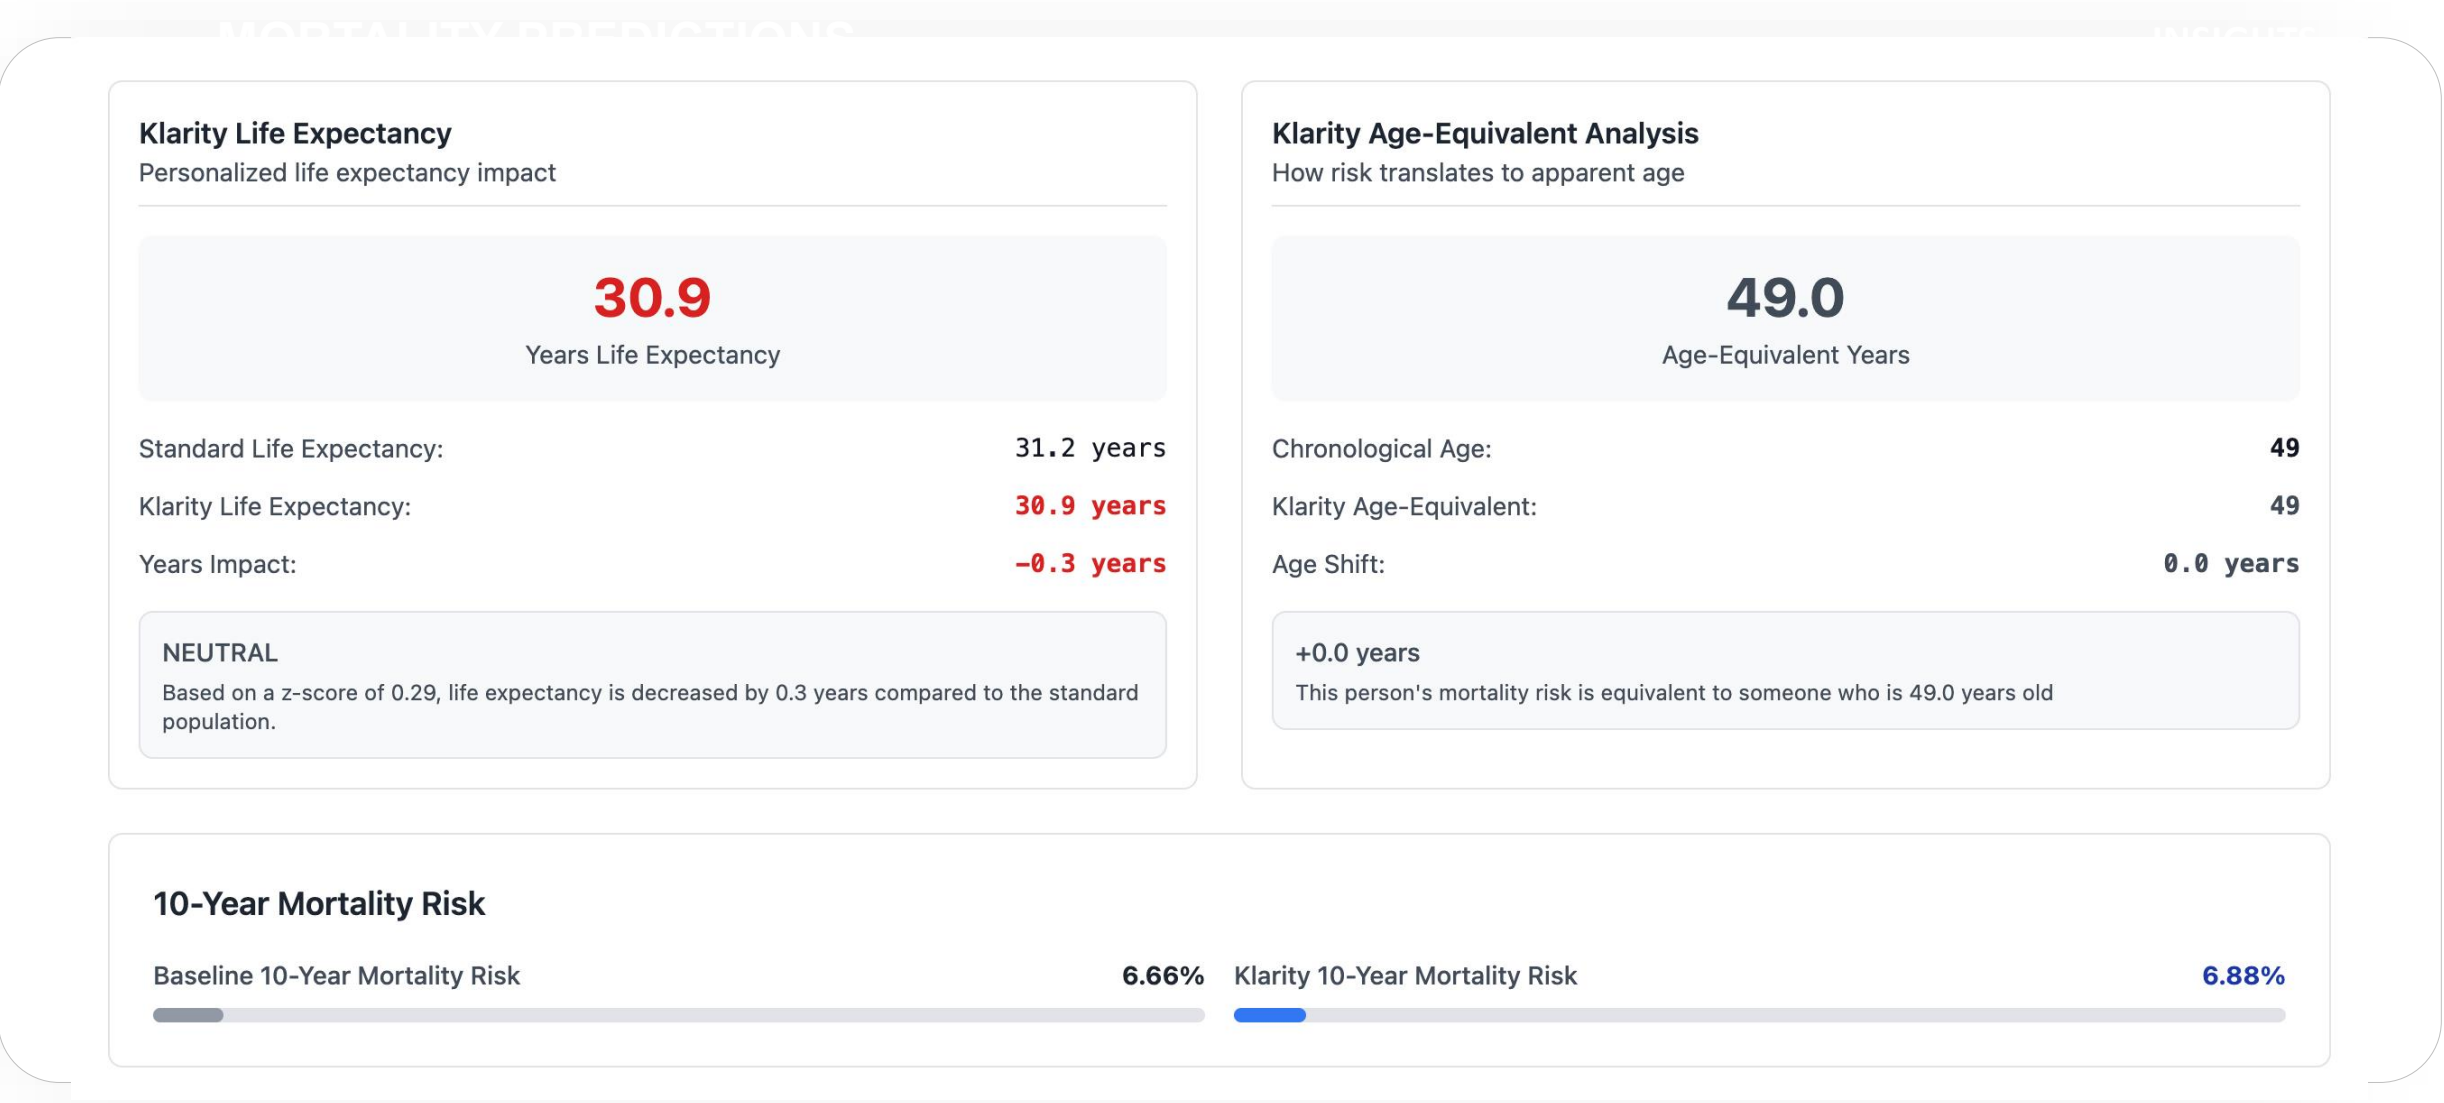 MORTALITY PREDICTIONS
Klarity Life Expectancy
Personalized life expectancy impact
30.9
Years Life Expectancy
Standard Life Expectancy: 31.2 years
Klarity Life Expectancy: 30.9 years
Years Impact: −0.3 years
NEUTRAL
Based on a z-score of 0.29, life expectancy is decreased by 0.3 years compared to the standard
population.
Klarity Age-Equivalent Analysis
How risk translates to apparent age
49.0
Age-Equivalent Years
Chronological Age: 49
Klarity Age-Equivalent: 49
Age Shift: 0.0 years
+0.0 years
This person's mortality risk is equivalent to someone who is 49.0 years old
10-Year Mortality Risk
Baseline 10-Year Mortality Risk 6.66%
Klarity 10-Year Mortality Risk 6.88%